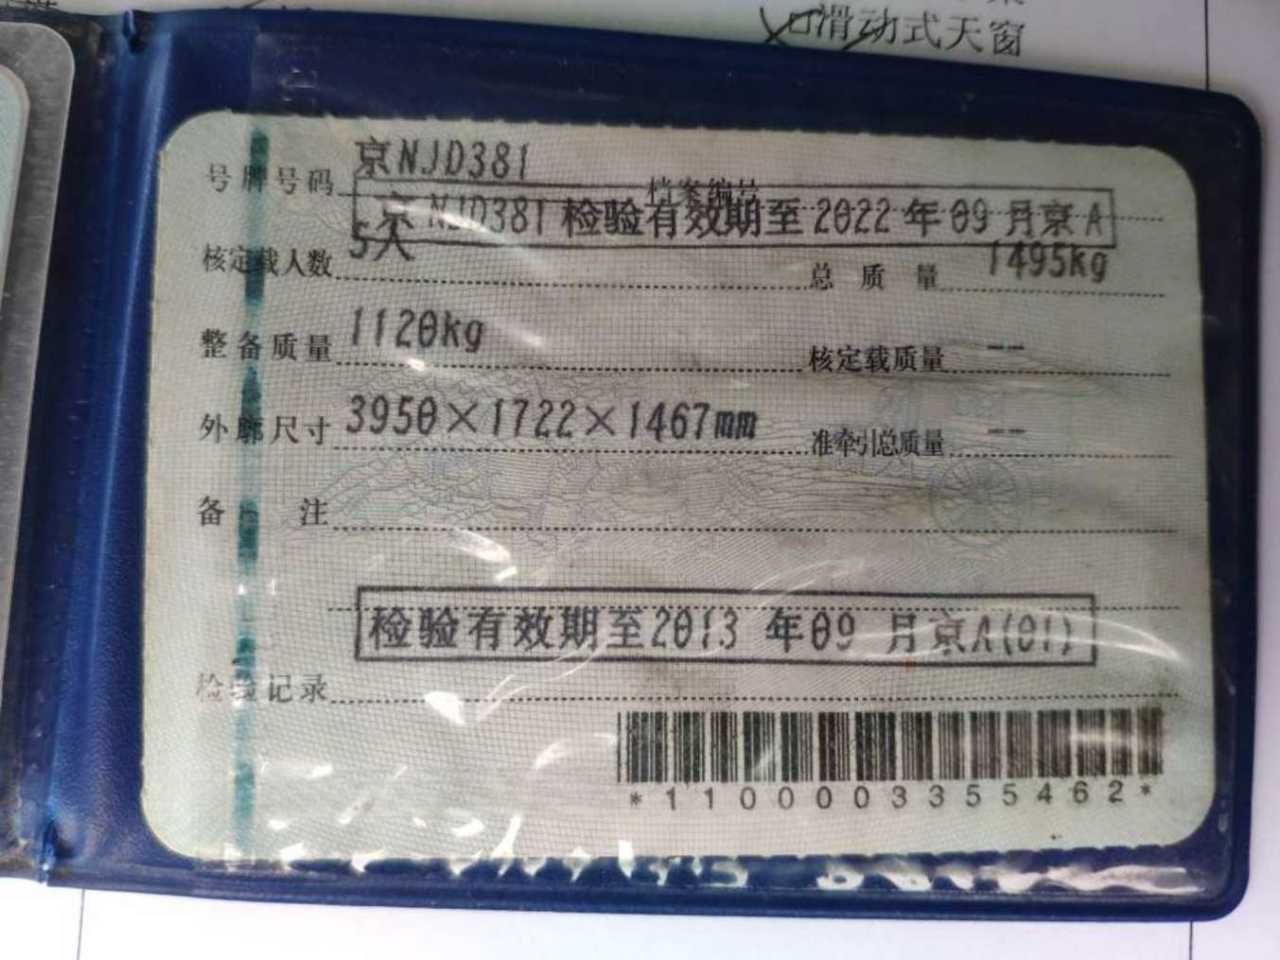 滑动式天窗
号牌号码 京NJD381 档案编号
京NJD381 检验有效期至2022年09月京A
核定载人数 5人 总质量 1495kg
整备质量 1120kg 核定载质量 --
外廓尺寸 3950×1722×1467mm 准牵引总质量 --
备注
检验有效期至2013年09月京A(01)
检验记录
*1100003355462*